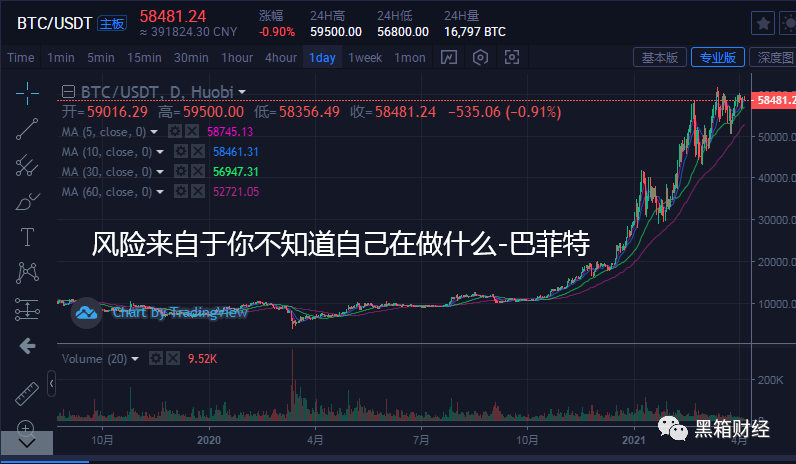 BTC/USDT 主板 58481.24 涨幅 24H高 24H低 24H量
≈ 391824.30 CNY -0.90% 59500.00 56800.00 16,797 BTC
Time 1min 5min 15min 30min 1hour 4hour 1day 1week 1mon 基本版 专业版 深度图
BTC/USDT, D, Huobi
开=59016.29 高=59500.00 低=58356.49 收=58481.24 −535.06 (−0.91%)
58481.2
MA (5, close, 0) 58745.13
50000.0
MA (10, close, 0) 58461.31
MA (30, close, 0) 56947.31
40000.0
MA (60, close, 0) 52721.05
30000.0
风险来自于你不知道自己在做什么-巴菲特
20000.0
10000.0
Chart by TradingView
Volume (20) 9.52K
200K
0
黑箱财经
10月 2020 4月 7月 10月 2021 4月